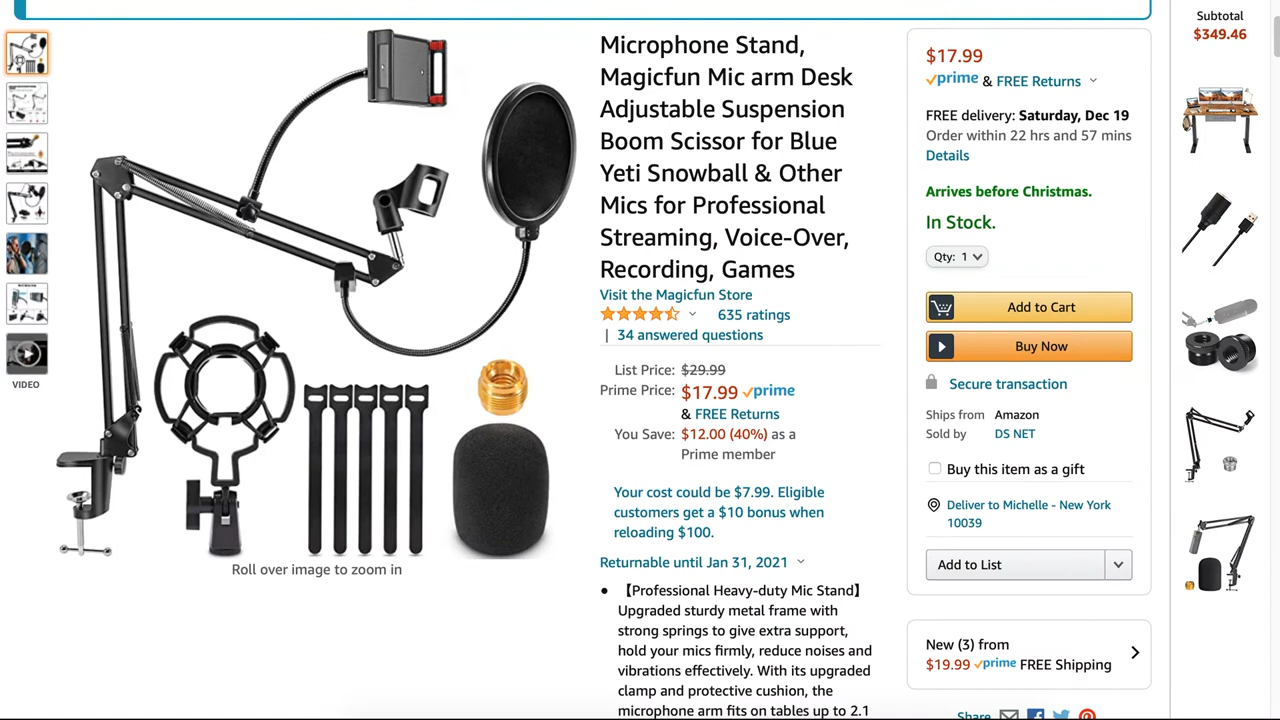 VIDEO
Roll over image to zoom in
Microphone Stand,
Magicfun Mic arm Desk
Adjustable Suspension
Boom Scissor for Blue
Yeti Snowball & Other
Mics for Professional
Streaming, Voice-Over,
Recording, Games
Visit the Magicfun Store
635 ratings
| 34 answered questions
List Price: $29.99
Prime Price: $17.99 prime
& FREE Returns
You Save: $12.00 (40%) as a
Prime member
Your cost could be $7.99. Eligible
customers get a $10 bonus when
reloading $100.
Returnable until Jan 31, 2021
● 【Professional Heavy-duty Mic Stand】
Upgraded sturdy metal frame with
strong springs to give extra support,
hold your mics firmly, reduce noises and
vibrations effectively. With its upgraded
clamp and protective cushion, the
microphone arm fits on tables up to 2.1
$17.99
prime & FREE Returns
FREE delivery: Saturday, Dec 19
Order within 22 hrs and 57 mins
Details
Arrives before Christmas.
In Stock.
Qty: 1
Add to Cart
Buy Now
Secure transaction
Ships from Amazon
Sold by DS NET
Buy this item as a gift
Deliver to Michelle - New York
10039
Add to List
New (3) from
$19.99 prime FREE Shipping
Share
Subtotal
$349.46